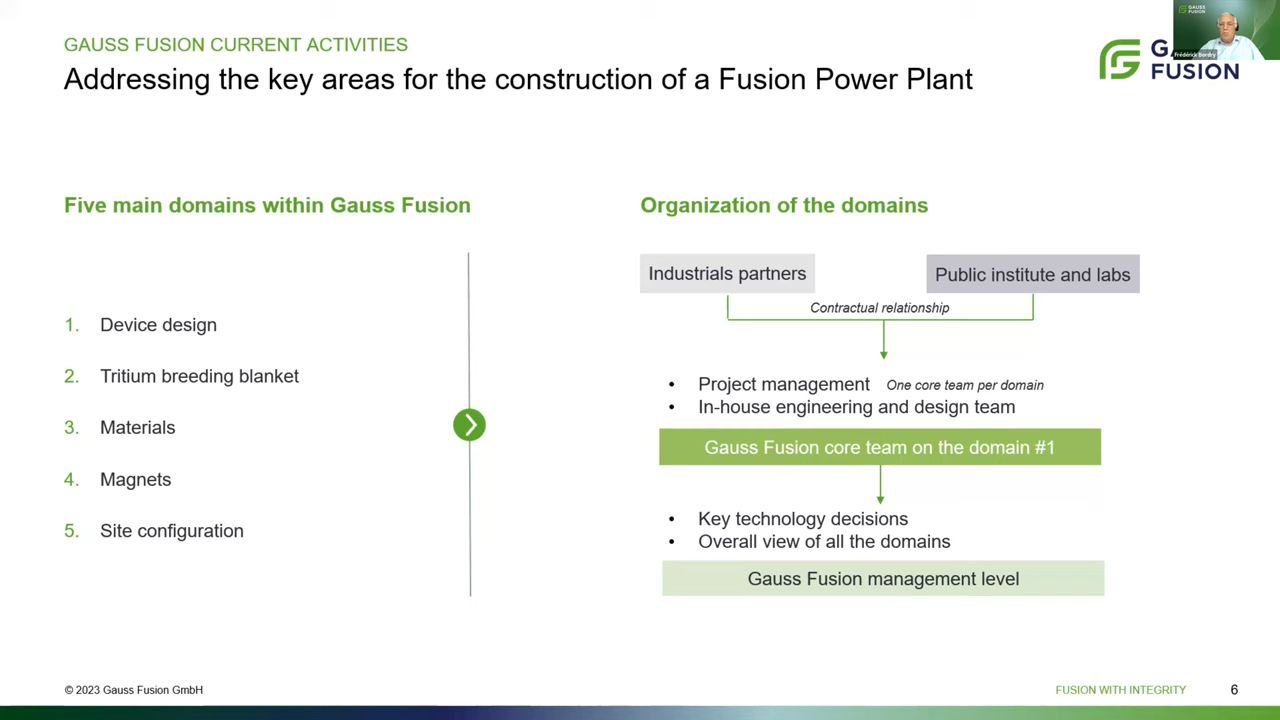 GAUSS FUSION CURRENT ACTIVITIES
Addressing the key areas for the construction of a Fusion Power Plant
GAUSS
FUSION
Frédérick Bordry
G
FUSION
Five main domains within Gauss Fusion
1. Device design
2. Tritium breeding blanket
3. Materials
4. Magnets
5. Site configuration
Organization of the domains
Industrials partners
Public institute and labs
Contractual relationship
• Project management One core team per domain
• In-house engineering and design team
Gauss Fusion core team on the domain #1
• Key technology decisions
• Overall view of all the domains
Gauss Fusion management level
© 2023 Gauss Fusion GmbH
FUSION WITH INTEGRITY
6